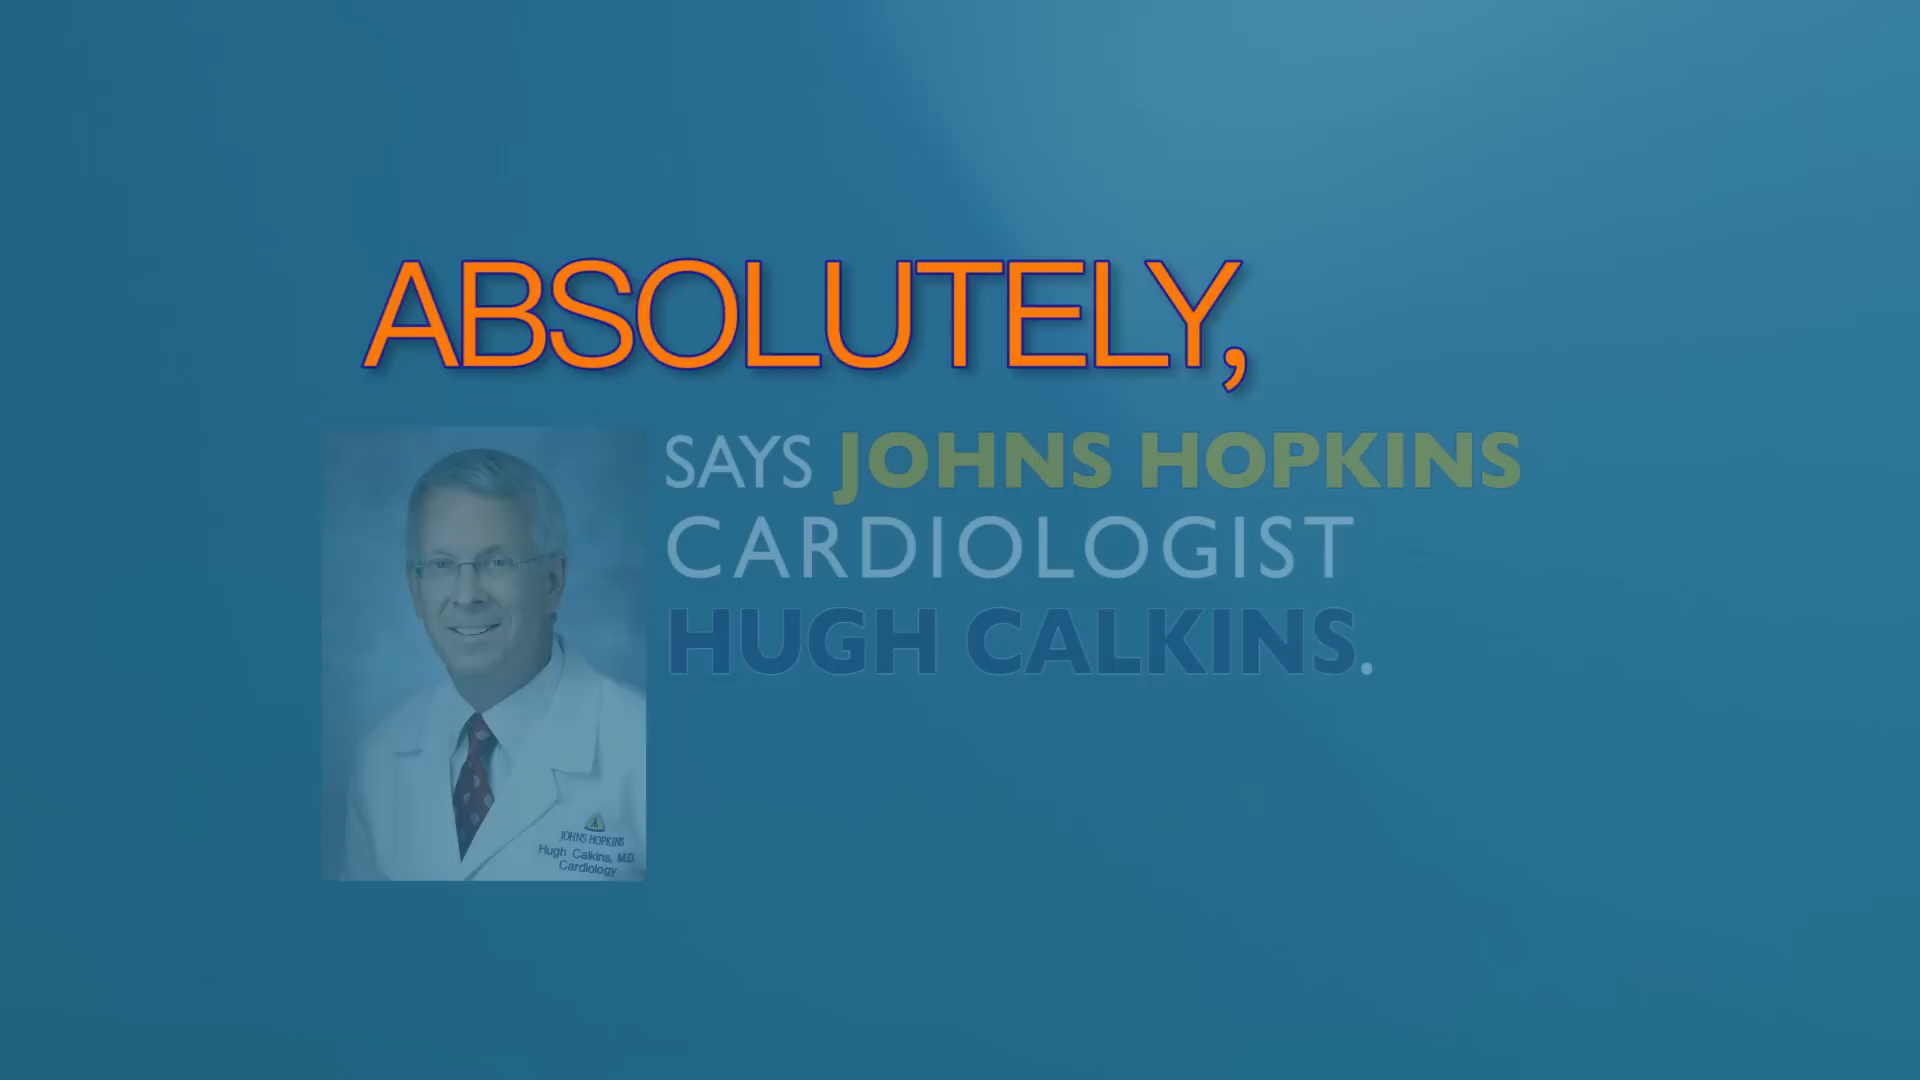 ABSOLUTELY,
SAYS JOHNS HOPKINS
CARDIOLOGIST
HUGH CALKINS.
JOHNS HOPKINS
Hugh Calkins, M.D.
Cardiology